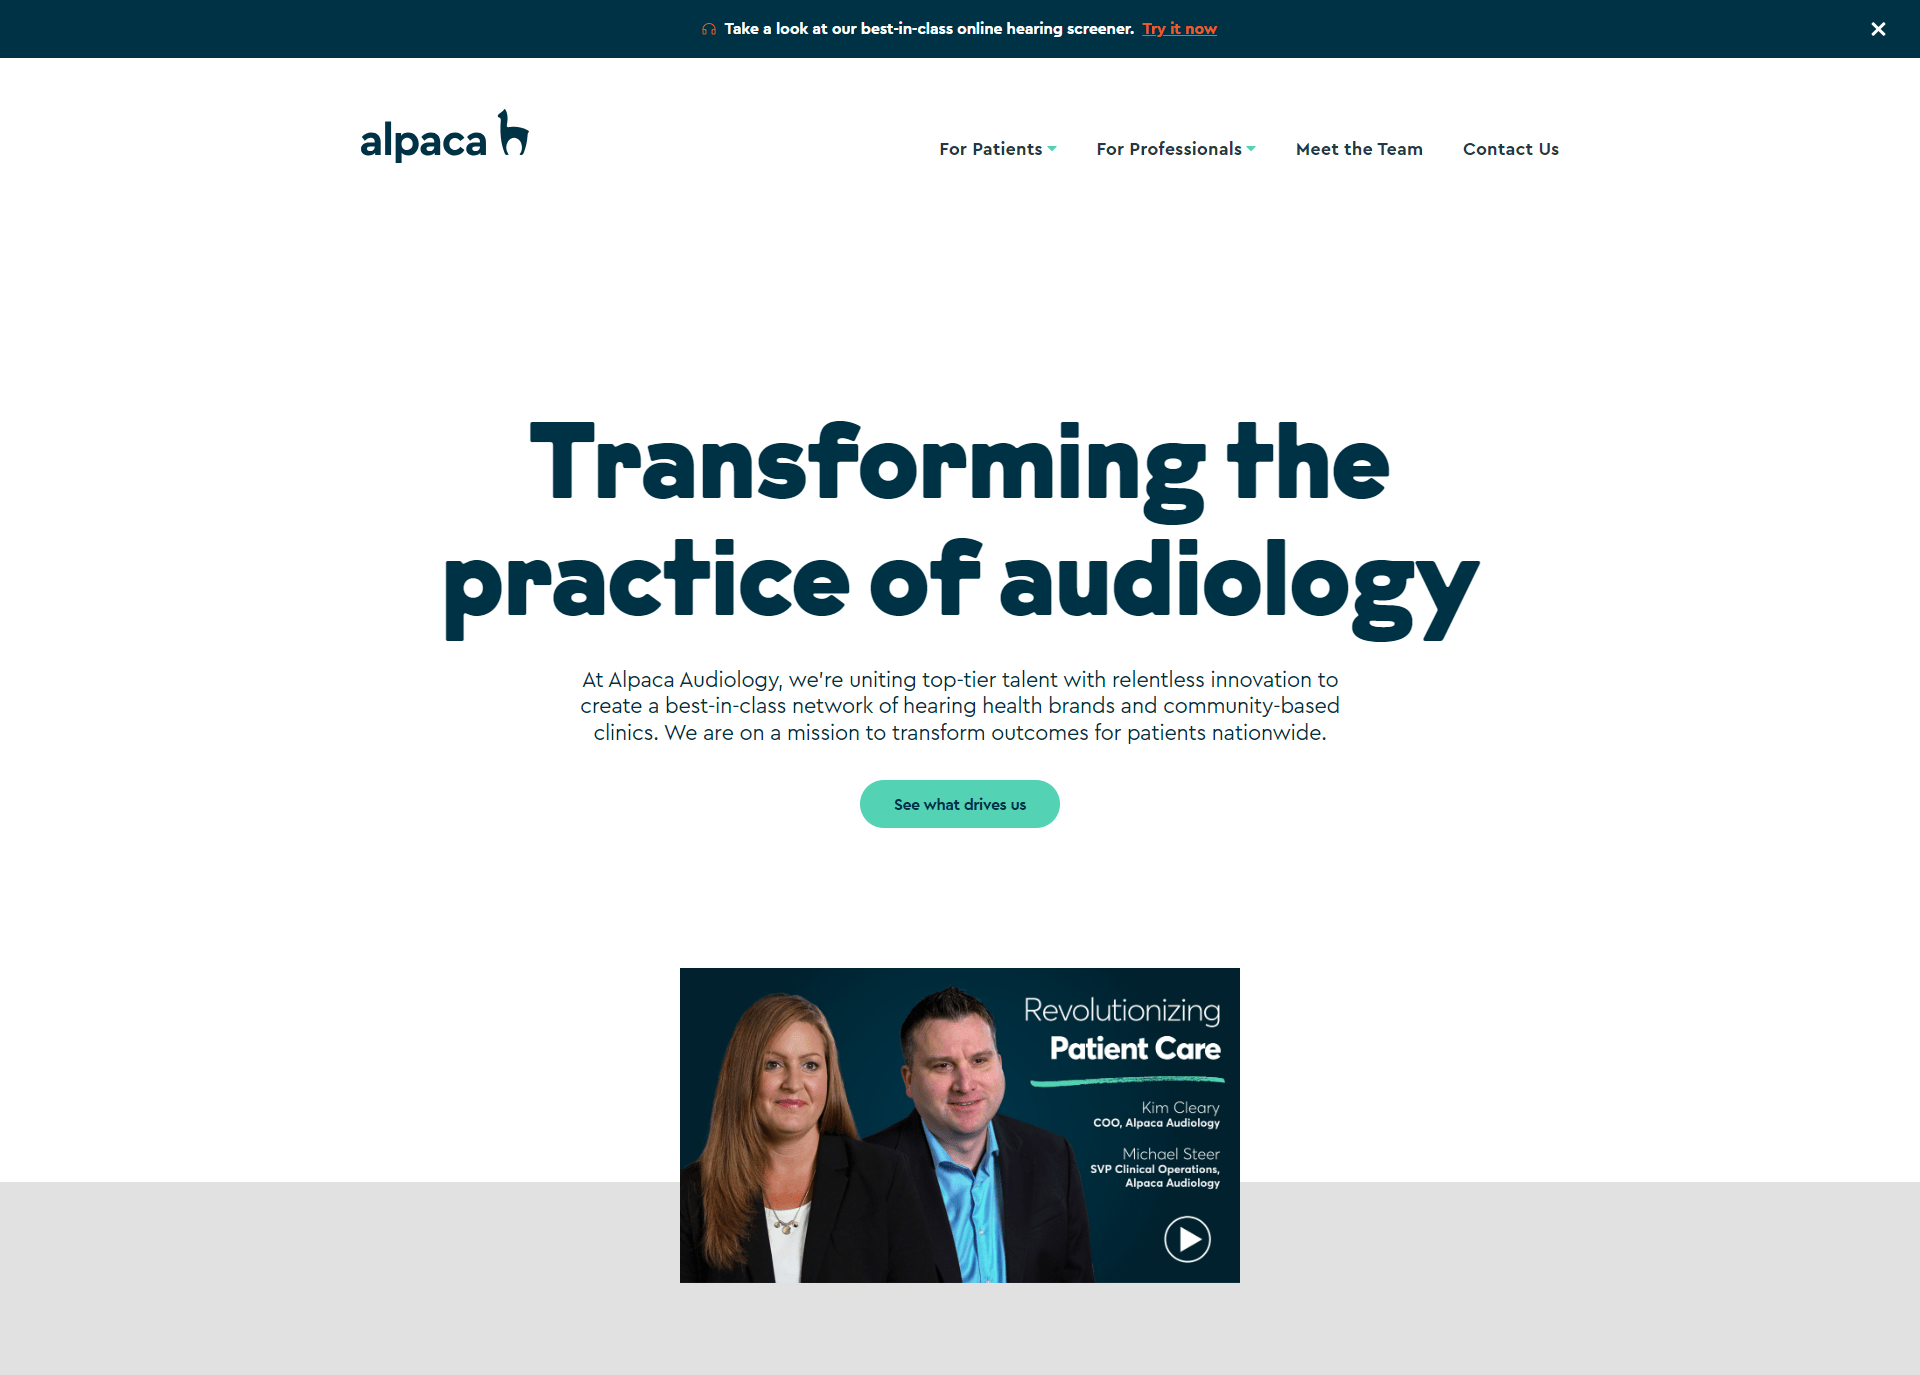 Take a look at our best-in-class online hearing screener. Try it now
alpaca
For Patients
For Professionals
Meet the Team
Contact Us
Transforming the
practice of audiology
At Alpaca Audiology, we're uniting top-tier talent with relentless innovation to
create a best-in-class network of hearing health brands and community-based
clinics. We are on a mission to transform outcomes for patients nationwide.
See what drives us
Revolutionizing
Patient Care
Kim Cleary
COO, Alpaca Audiology
Michael Steer
SVP Clinical Operations,
Alpaca Audiology